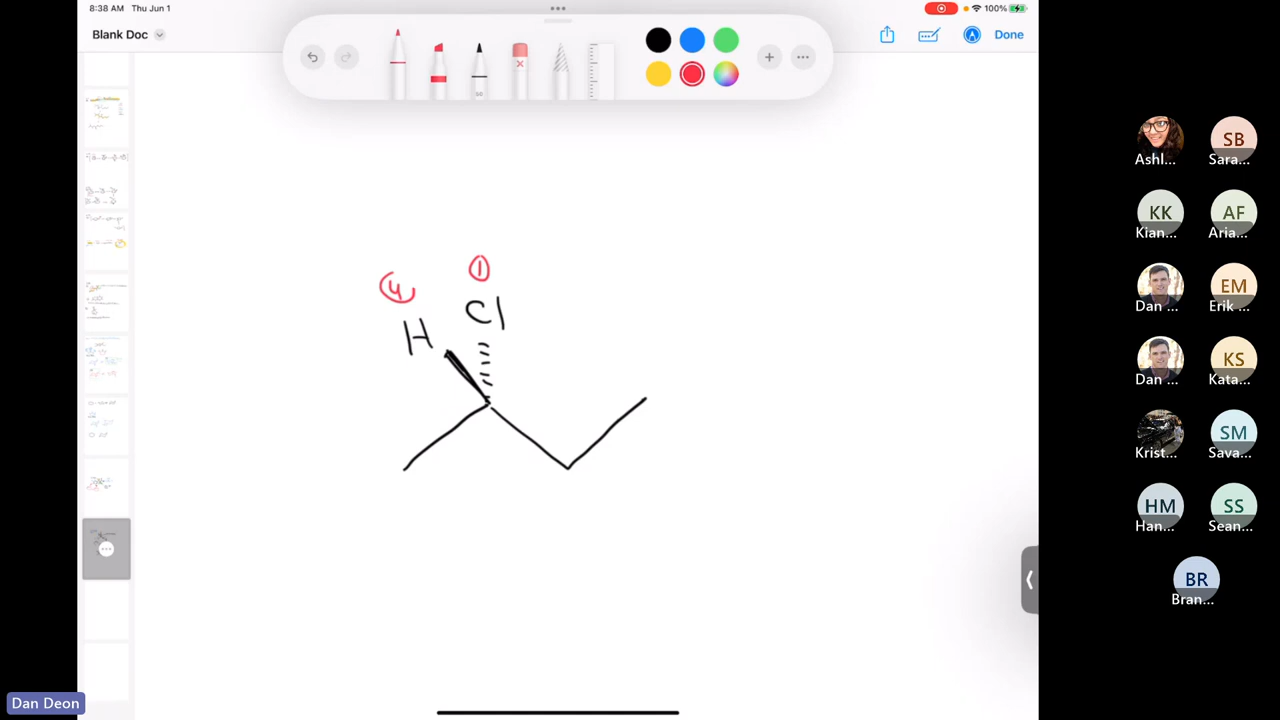 8:38 AM Thu Jun 1
100%
Blank Doc
Done
Ashl...
SB
Sara...
KK
Kian...
AF
Aria...
Dan ...
EM
Erik ...
Dan ...
KS
Kata...
Krist...
SM
Sava...
HM
Han...
SS
Sean...
BR
Bran...
4
1
H
Cl
Dan Deon